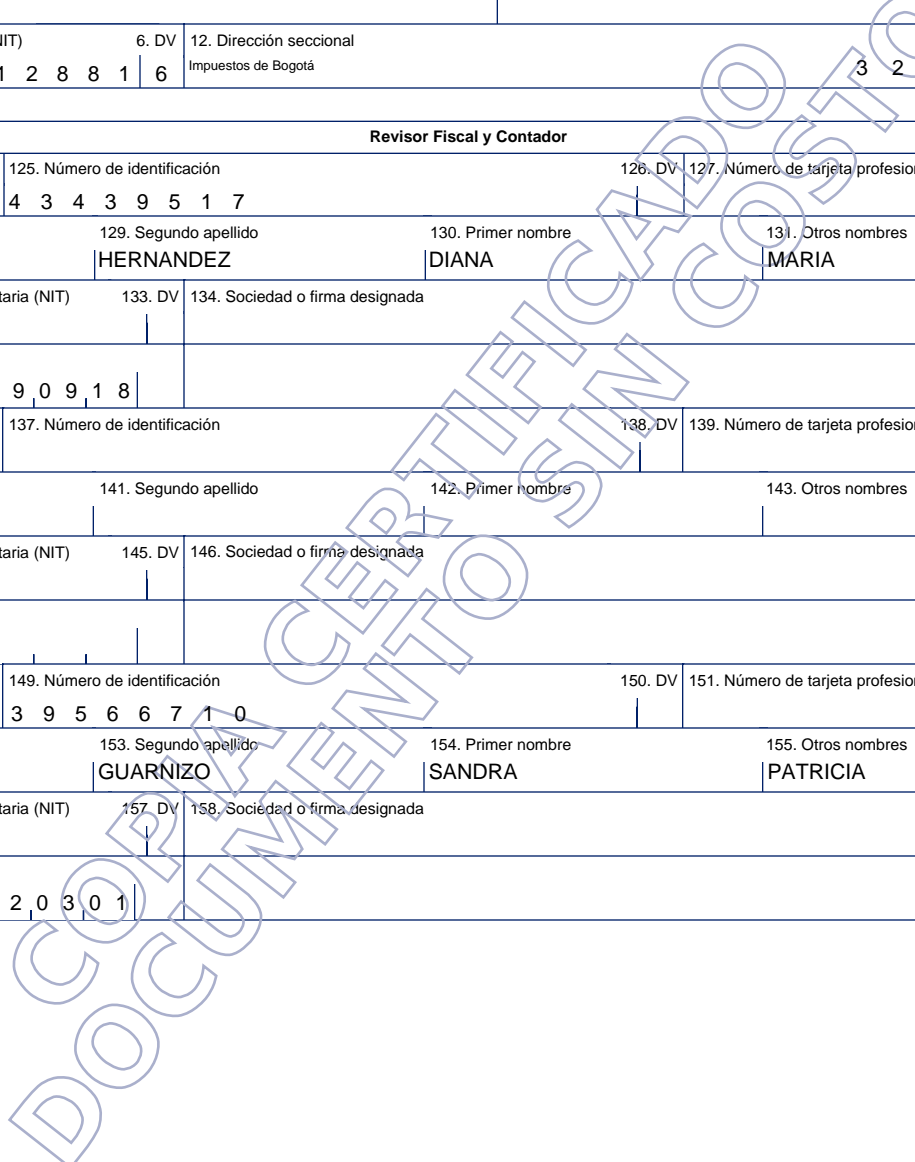 IT) 6. DV 12. Dirección seccional
1 2 8 8 1 6 Impuestos de Bogotá 3 2
Revisor Fiscal y Contador
125. Número de identificación 126. DV 127. Número de tarjeta profesion
4 3 4 3 9 5 1 7
129. Segundo apellido 130. Primer nombre 131. Otros nombres
HERNANDEZ DIANA MARIA
taria (NIT) 133. DV 134. Sociedad o firma designada
9 0 9 1 8
137. Número de identificación 138. DV 139. Número de tarjeta profesion
141. Segundo apellido 142. Primer nombre 143. Otros nombres
taria (NIT) 145. DV 146. Sociedad o firma designada
149. Número de identificación 150. DV 151. Número de tarjeta profesion
3 9 5 6 6 7 1 0
153. Segundo apellido 154. Primer nombre 155. Otros nombres
GUARNIZO SANDRA PATRICIA
taria (NIT) 157. DV 158. Sociedad o firma designada
2 0 3 0 1
COPIA CERTIFICADO
DOCUMENTO SIN COSTO